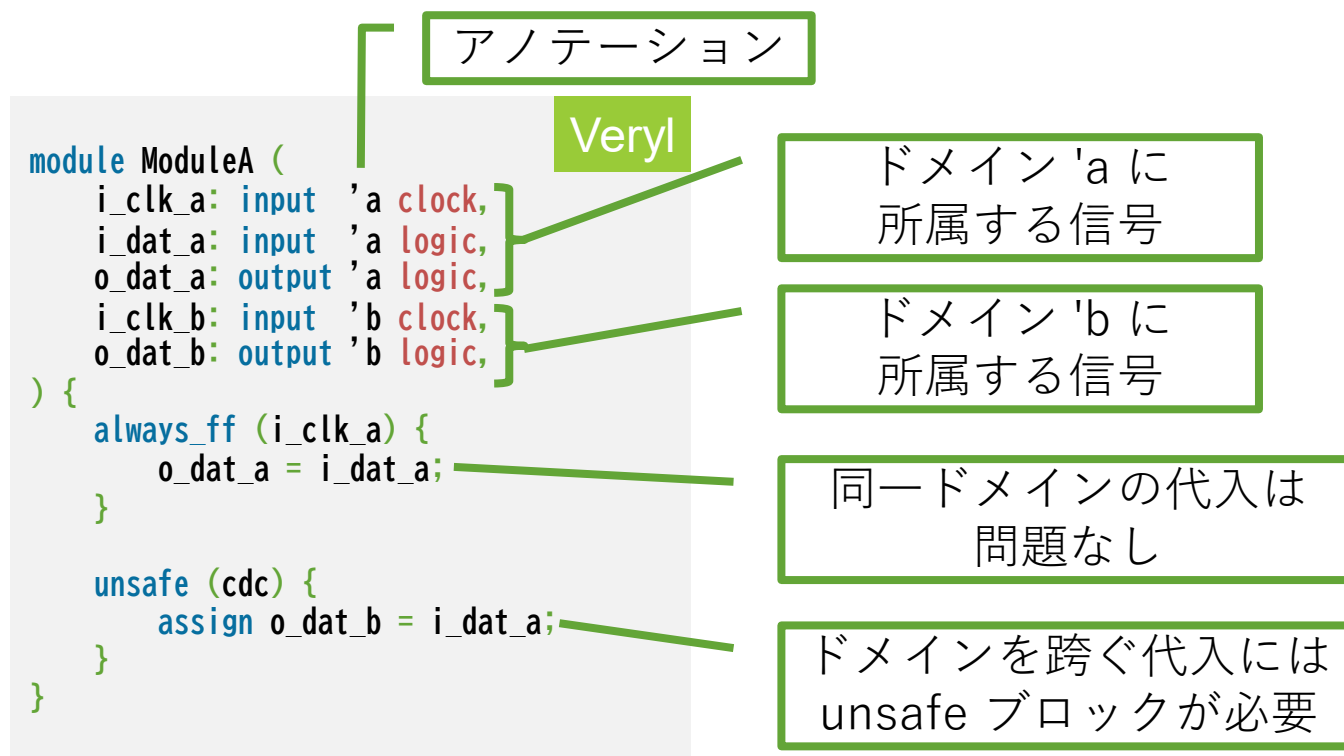 アノテーション
Veryl
module ModuleA (
    i_clk_a: input  ’a clock,
    i_dat_a: input  ’a logic,
    o_dat_a: output ’a logic,
    i_clk_b: input  ’b clock,
    o_dat_b: output ’b logic,
) {
    always_ff (i_clk_a) {
        o_dat_a = i_dat_a;
    }
    unsafe (cdc) {
        assign o_dat_b = i_dat_a;
    }
}
ドメイン 'a に
所属する信号
ドメイン 'b に
所属する信号
同一ドメインの代入は
問題なし
ドメインを跨ぐ代入には
unsafe ブロックが必要